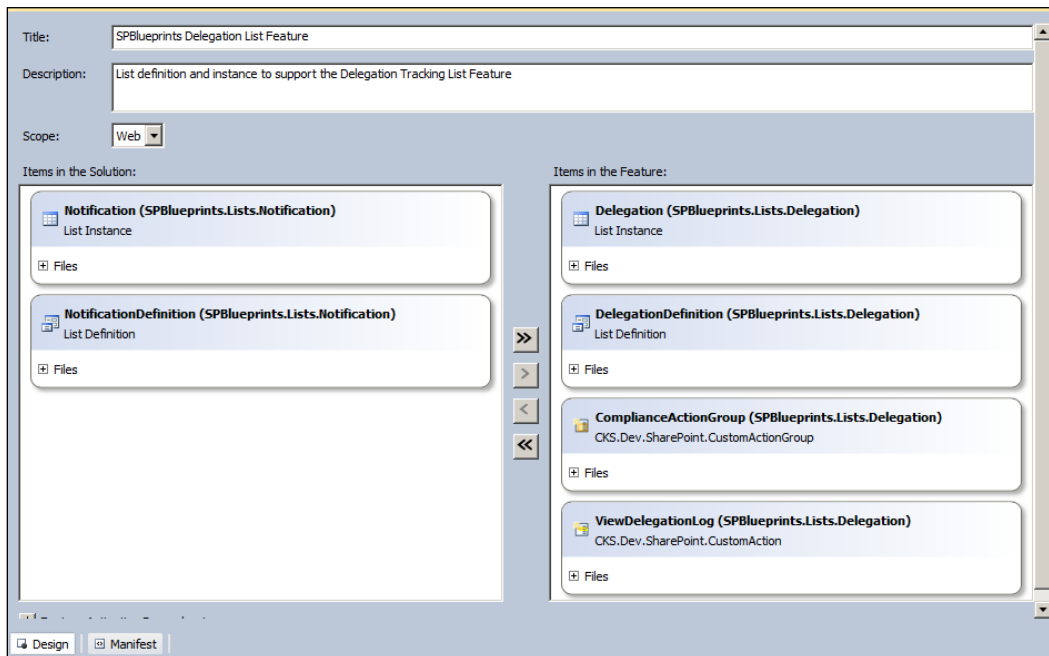 Title:
SPBlueprints Delegation List Feature
Description:
List definition and instance to support the Delegation Tracking List Feature
Scope:
Web
Items in the Solution:
Notification (SPBlueprints.Lists.Notification)
List Instance
Files
NotificationDefinition (SPBlueprints.Lists.Notification)
List Definition
Files
Items in the Feature:
Delegation (SPBlueprints.Lists.Delegation)
List Instance
Files
DelegationDefinition (SPBlueprints.Lists.Delegation)
List Definition
Files
ComplianceActionGroup (SPBlueprints.Lists.Delegation)
CKS.Dev.SharePoint.CustomActionGroup
Files
ViewDelegationLog (SPBlueprints.Lists.Delegation)
CKS.Dev.SharePoint.CustomAction
Files
Design
Manifest